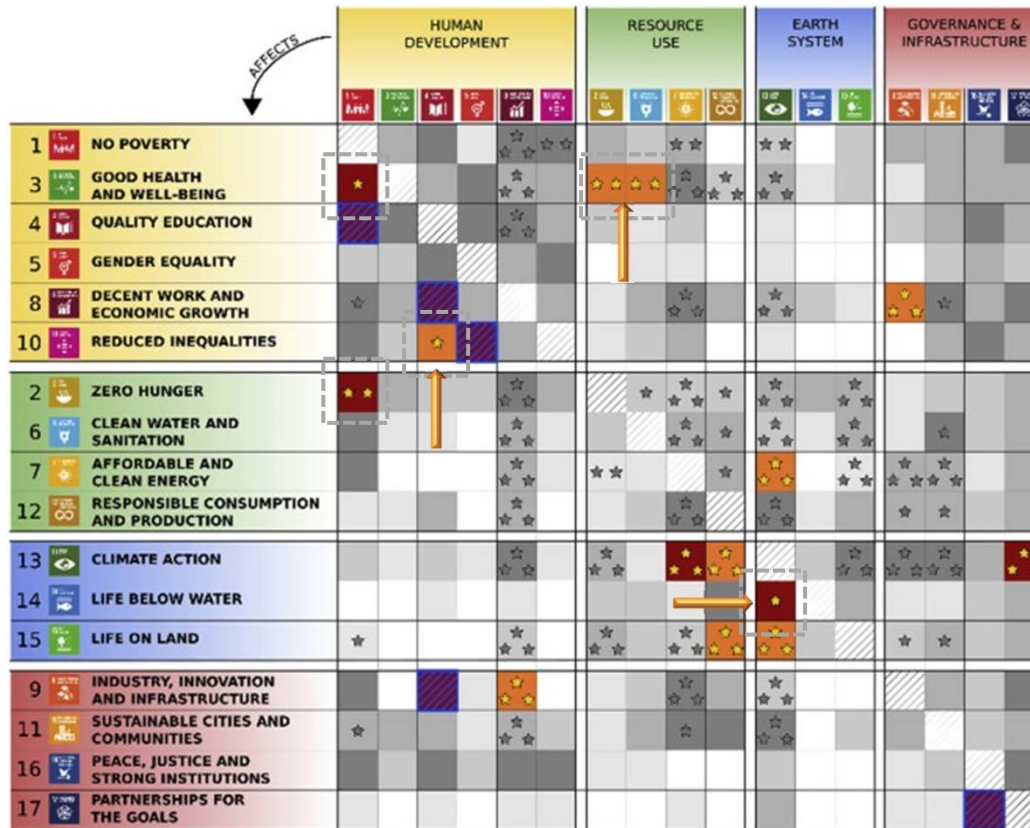 HUMAN
DEVELOPMENT
RESOURCE
USE
EARTH
SYSTEM
GOVERNANCE &
INFRASTRUCTURE
AFFECTS
1 NO POVERTY
3 GOOD HEALTH
AND WELL-BEING
4 QUALITY EDUCATION
5 GENDER EQUALITY
8 DECENT WORK AND
ECONOMIC GROWTH
10 REDUCED INEQUALITIES
2 ZERO HUNGER
6 CLEAN WATER AND
SANITATION
7 AFFORDABLE AND
CLEAN ENERGY
12 RESPONSIBLE CONSUMPTION
AND PRODUCTION
13 CLIMATE ACTION
14 LIFE BELOW WATER
15 LIFE ON LAND
9 INDUSTRY, INNOVATION
AND INFRASTRUCTURE
11 SUSTAINABLE CITIES AND
COMMUNITIES
16 PEACE, JUSTICE AND
STRONG INSTITUTIONS
17 PARTNERSHIPS FOR
THE GOALS